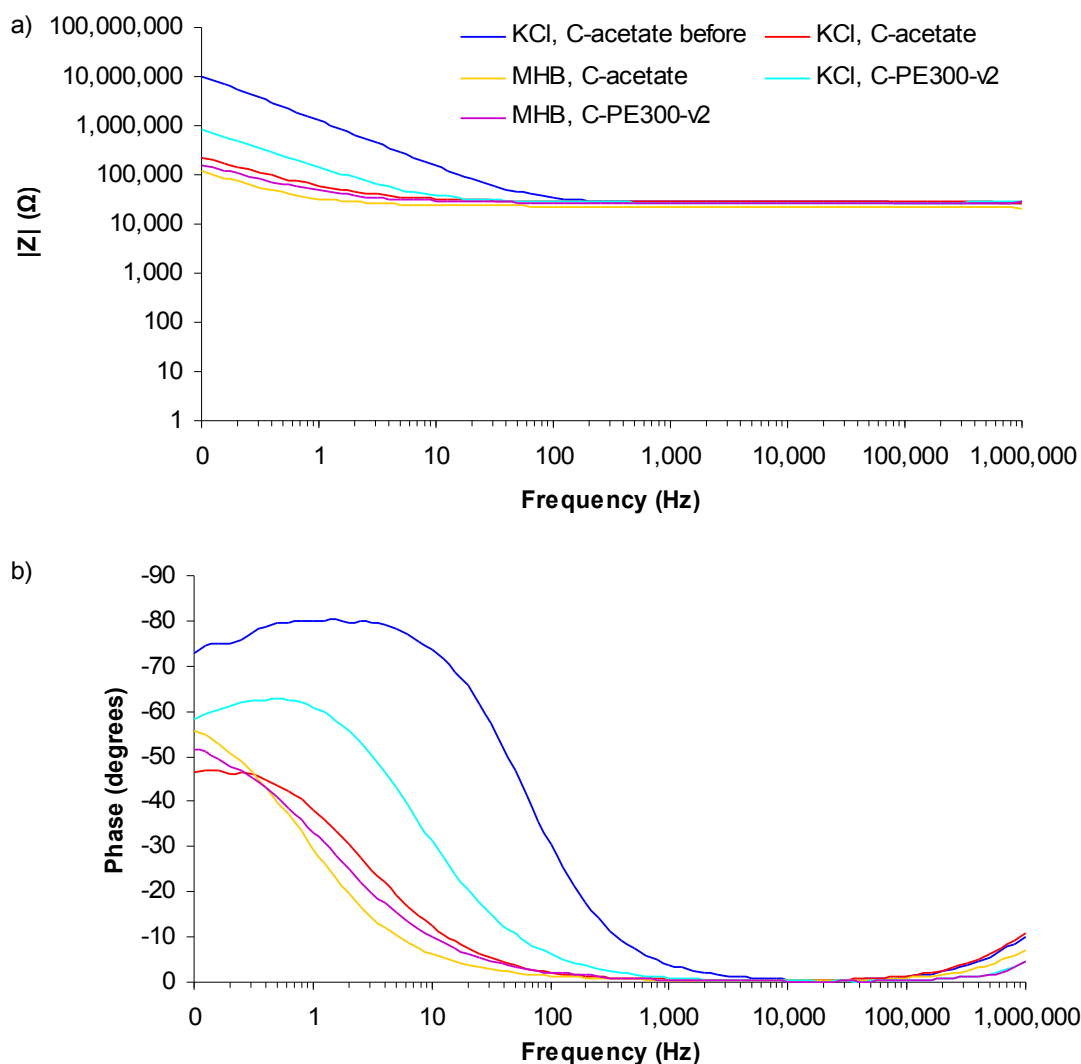 a)
100,000,000
10,000,000
1,000,000
100,000
10,000
1,000
100
10
1
|Z| (Ω)
KCl, C-acetate before
KCl, C-acetate
MHB, C-acetate
KCl, C-PE300-v2
MHB, C-PE300-v2
0 1 10 100 1,000 10,000 100,000 1,000,000
Frequency (Hz)
b)
-90
-80
-70
-60
-50
-40
-30
-20
-10
0
Phase (degrees)
0 1 10 100 1,000 10,000 100,000 1,000,000
Frequency (Hz)